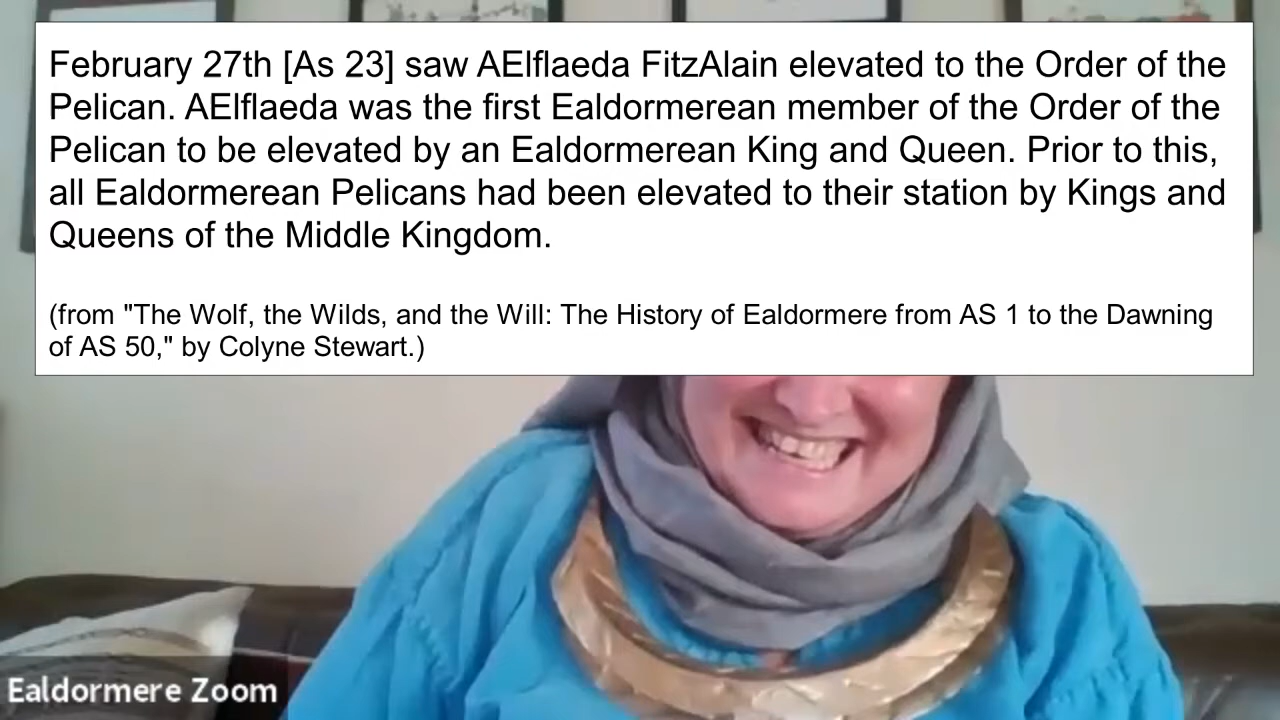 February 27th [As 23] saw AElflaeda FitzAlain elevated to the Order of the
Pelican. AElflaeda was the first Ealdormerean member of the Order of the
Pelican to be elevated by an Ealdormerean King and Queen. Prior to this,
all Ealdormerean Pelicans had been elevated to their station by Kings and
Queens of the Middle Kingdom.
(from "The Wolf, the Wilds, and the Will: The History of Ealdormere from AS 1 to the Dawning
of AS 50," by Colyne Stewart.)
Ealdormere Zoom